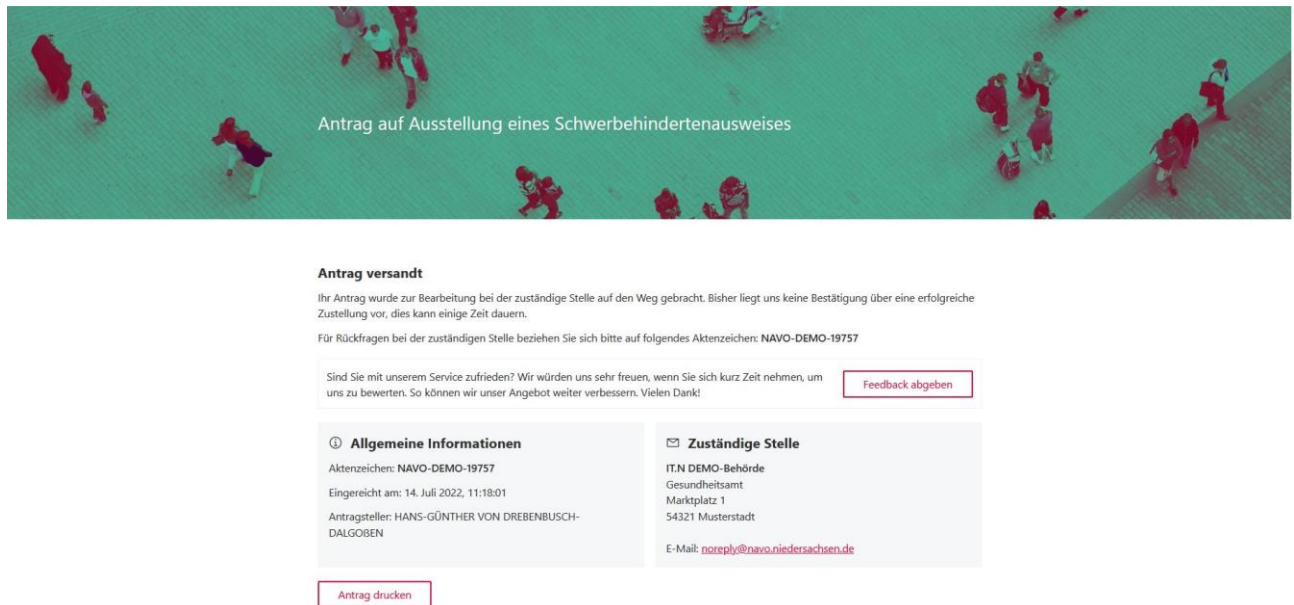 Antrag auf Ausstellung eines Schwerbehindertenausweises
Antrag versandt
Ihr Antrag wurde zur Bearbeitung bei der zuständige Stelle auf den Weg gebracht. Bisher liegt uns keine Bestätigung über eine erfolgreiche
Zustellung vor, dies kann einige Zeit dauern.
Für Rückfragen bei der zuständigen Stelle beziehen Sie sich bitte auf folgendes Aktenzeichen: NAVO-DEMO-19757
Sind Sie mit unserem Service zufrieden? Wir würden uns sehr freuen, wenn Sie sich kurz Zeit nehmen, um
uns zu bewerten. So können wir unser Angebot weiter verbessern. Vielen Dank!
Feedback abgeben
Allgemeine Informationen
Aktenzeichen: NAVO-DEMO-19757
Eingereicht am: 14. Juli 2022, 11:18:01
Antragsteller: HANS-GÜNTHER VON DREBENBUSCH-
DALGOßEN
Zuständige Stelle
IT.N DEMO-Behörde
Gesundheitsamt
Marktplatz 1
54321 Musterstadt
E-Mail: noreply@navo.niedersachsen.de
Antrag drucken